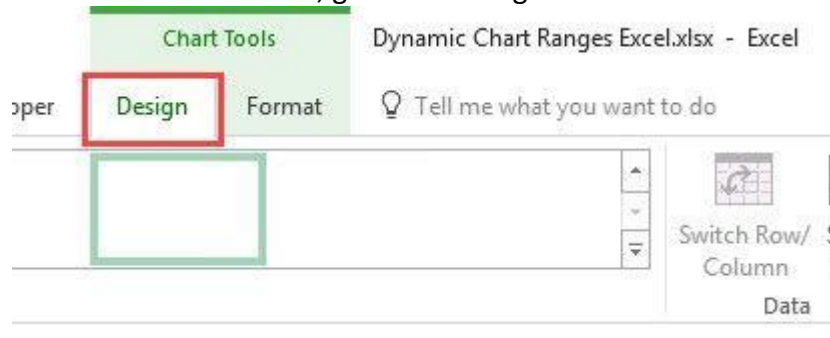 Chart Tools Dynamic Chart Ranges Excel.xlsx - Excel
Design Format Tell me what you want to do
Switch Row/
Column
Data